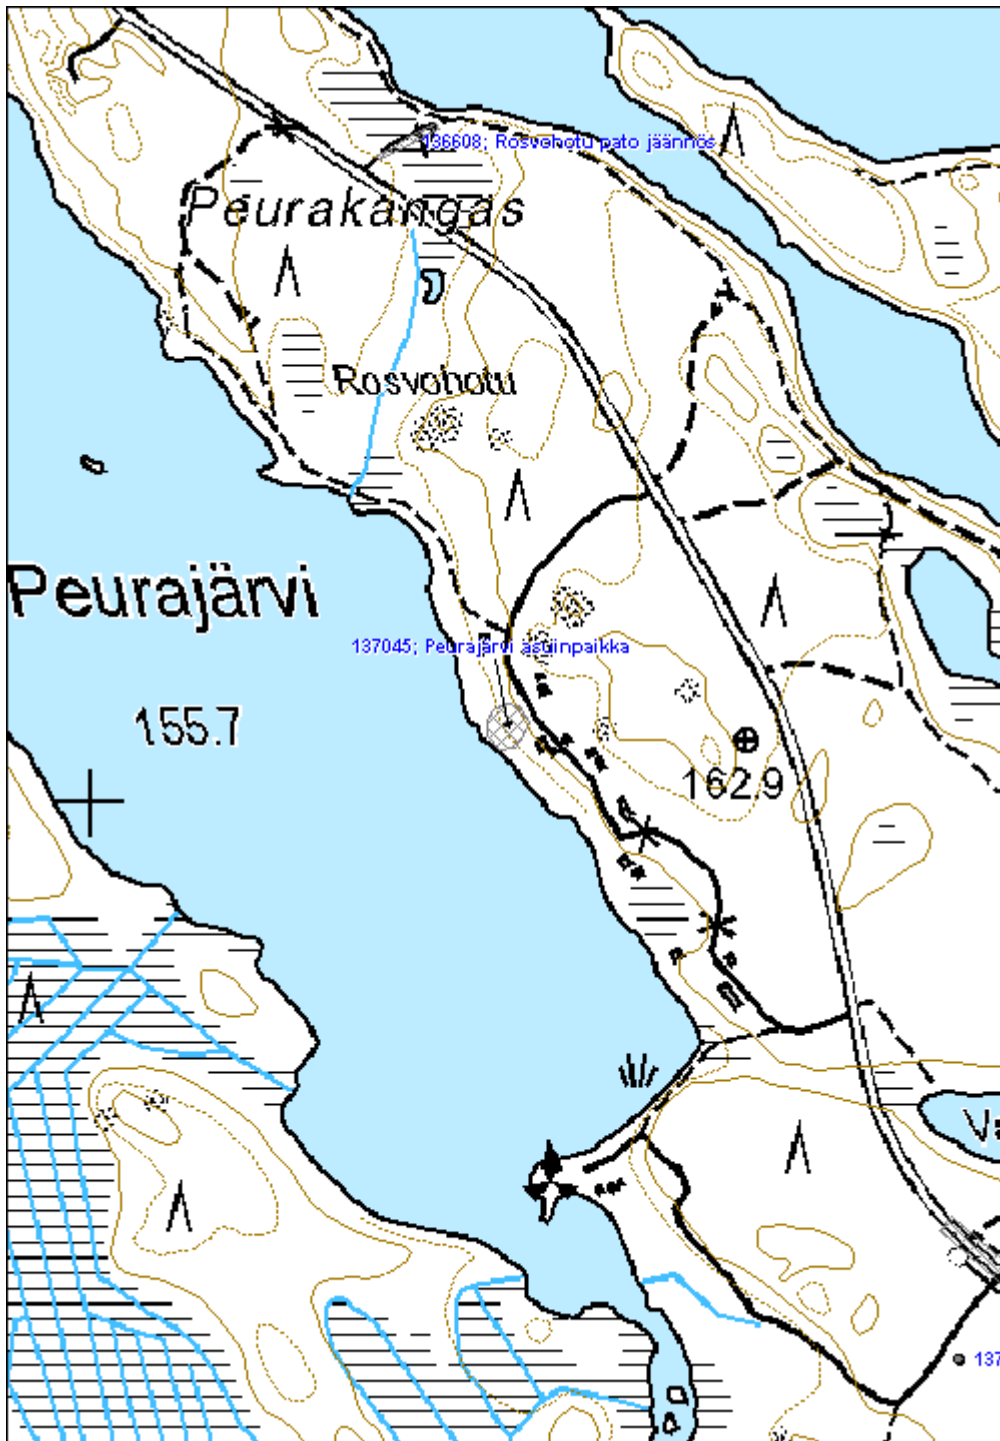 136608; Rosvohotu pato jäännös
Peurakangas
Rosvohotu
Peurajärvi
137045; Peurajärvi asuinpaikka
155.7
162.9